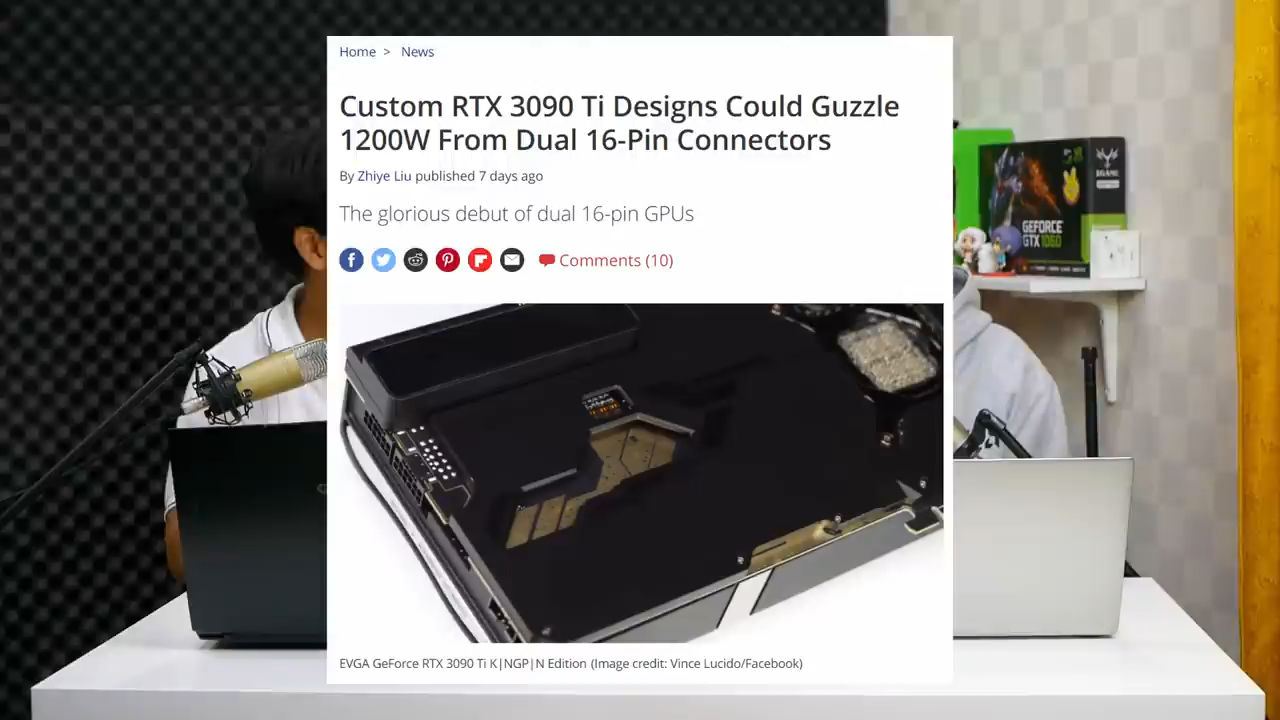 Home > News
Custom RTX 3090 Ti Designs Could Guzzle
1200W From Dual 16-Pin Connectors
By Zhiye Liu published 7 days ago
The glorious debut of dual 16-pin GPUs
Comments (10)
EVGA GeForce RTX 3090 Ti K|NGP|N Edition (Image credit: Vince Lucido/Facebook)
GEFORCE
GTX 1060